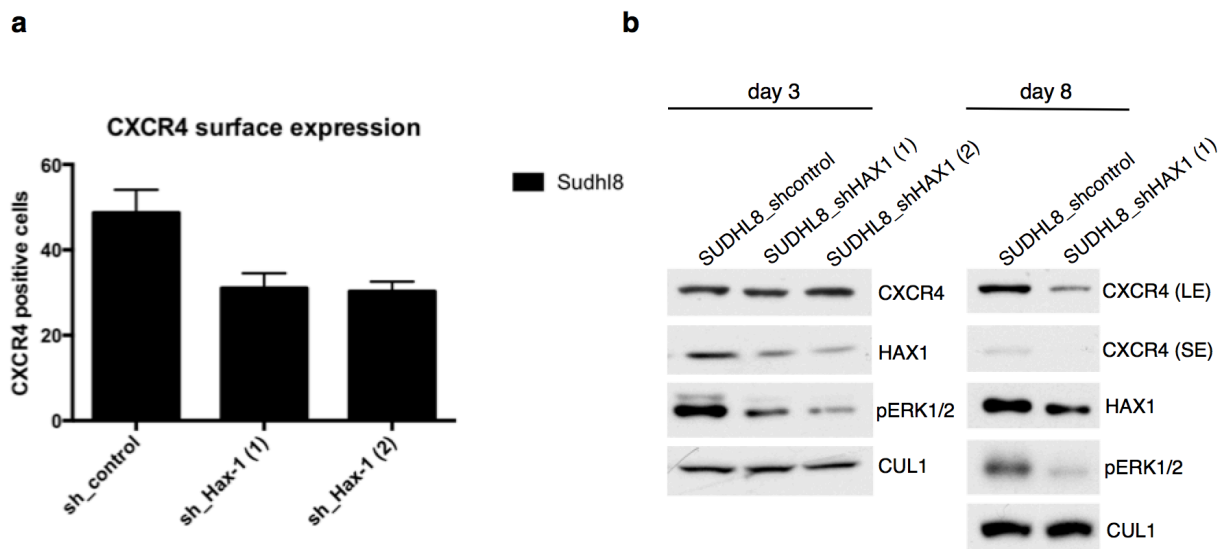 a
CXCR4 surface expression
CXCR4 positive cells
60
40
20
0
sh_control
sh_Hax-1 (1)
sh_Hax-1 (2)
Sudhl8
b
day 3
SUDHL8_shcontrol
SUDHL8_shHAX1 (1)
SUDHL8_shHAX1 (2)
CXCR4
HAX1
pERK1/2
CUL1
day 8
SUDHL8_shcontrol
SUDHL8_shHAX1 (1)
CXCR4 (LE)
CXCR4 (SE)
HAX1
pERK1/2
CUL1